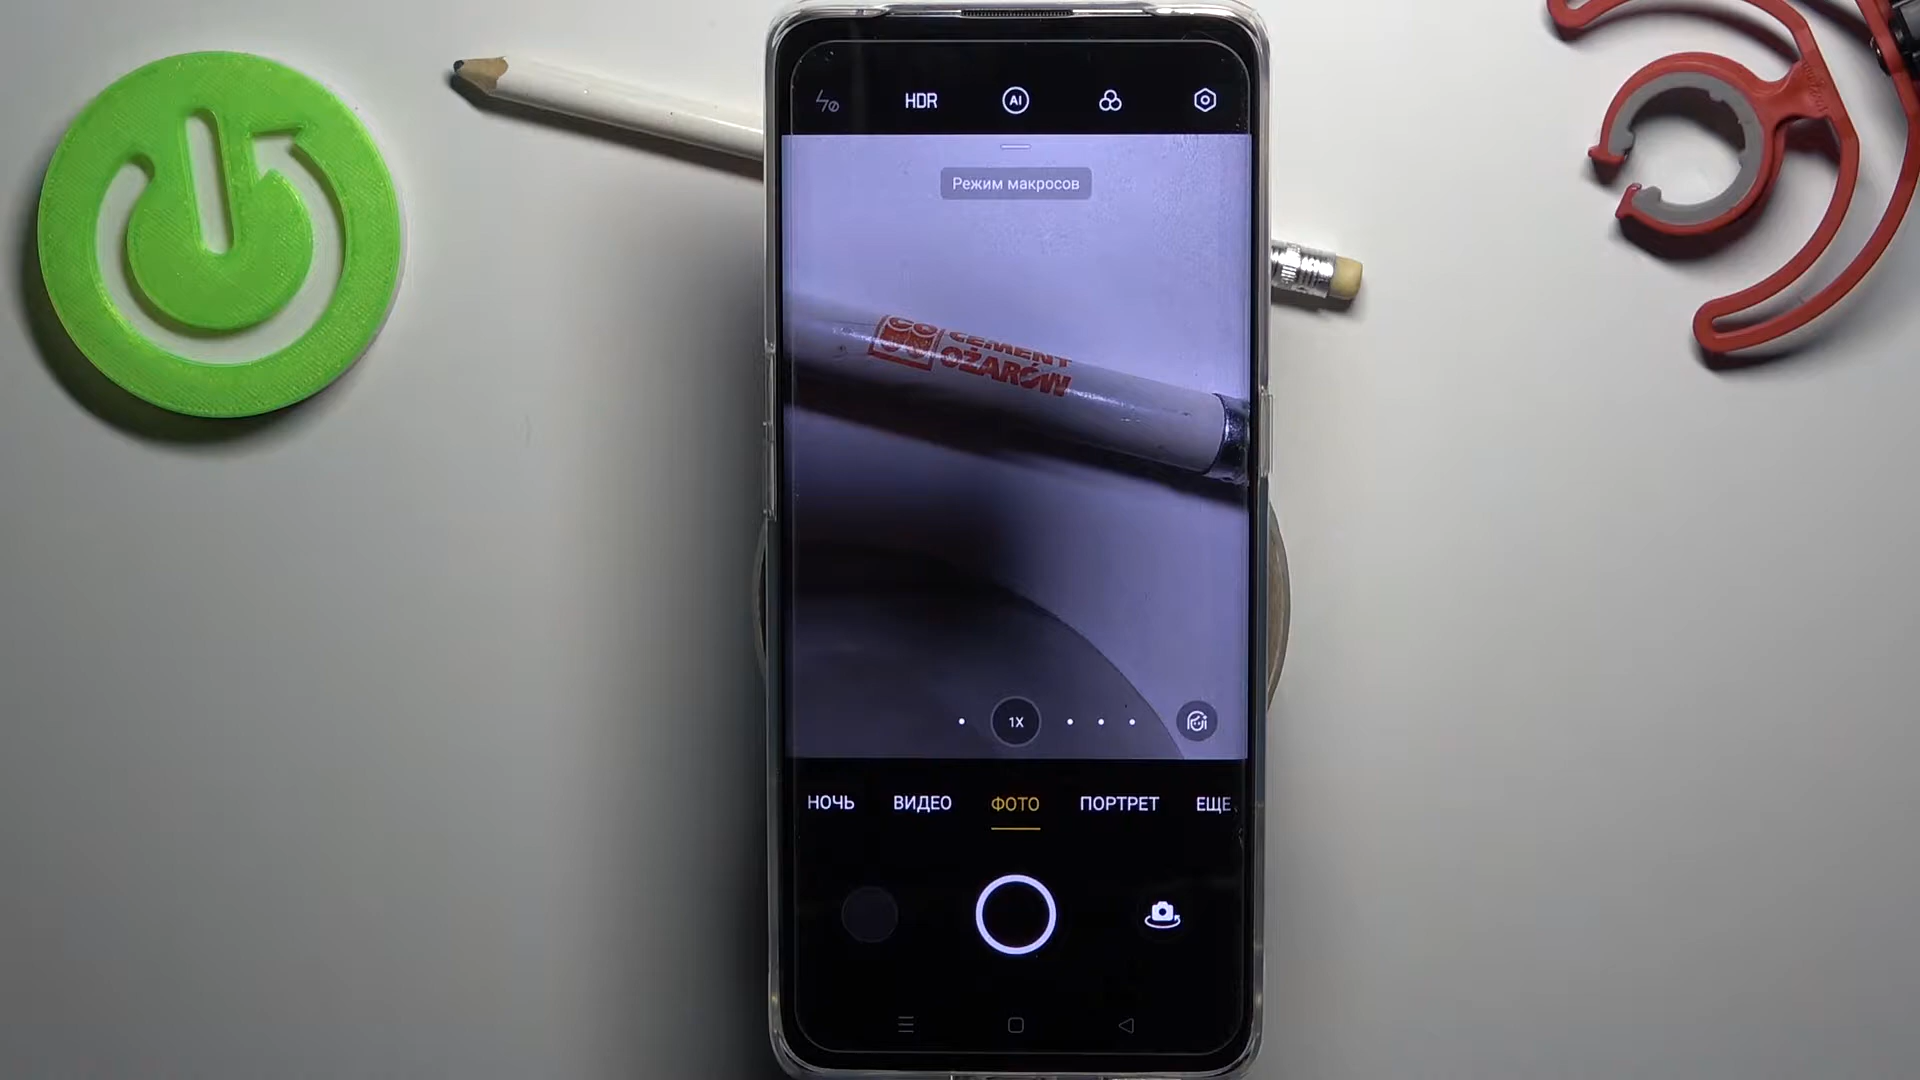 HDR
AI
Режим макросов
CEMENT
OŻARÓW
1X
НОЧЬ ВИДЕО ФОТО ПОРТРЕТ ЕЩЕ